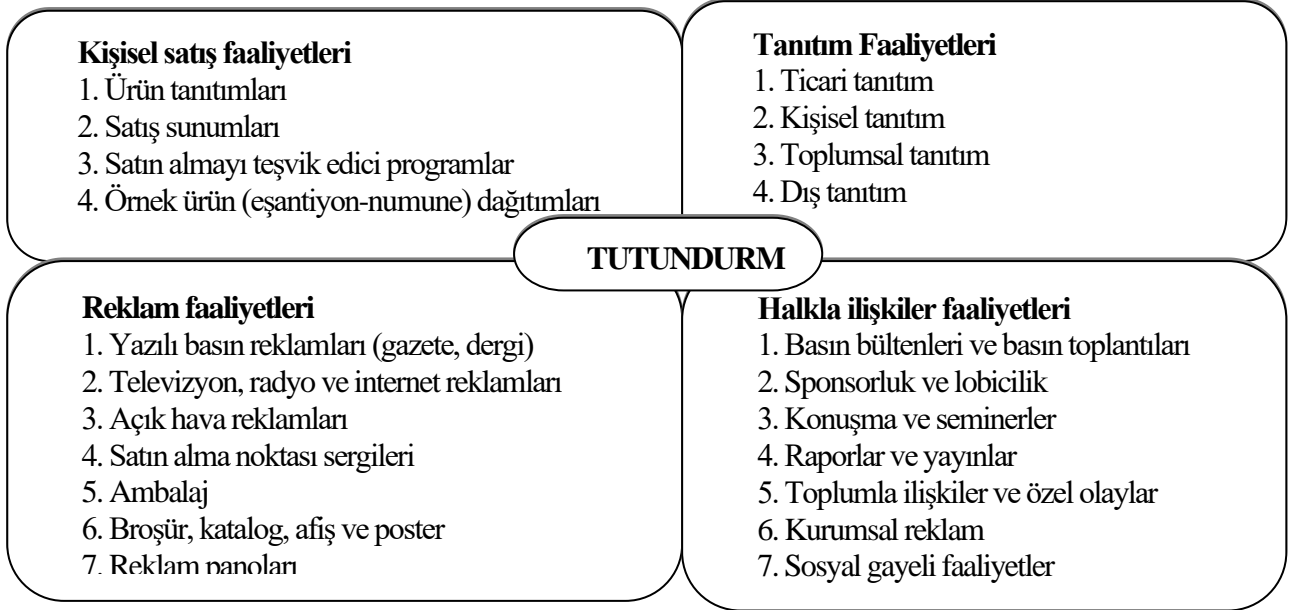 Kişisel satış faaliyetleri
1. Ürün tanıtımları
2. Satış sunumları
3. Satın almayı teşvik edici programlar
4. Örnek ürün (eşantiyon-numune) dağıtımları
Tanıtım Faaliyetleri
1. Ticari tanıtım
2. Kişisel tanıtım
3. Toplumsal tanıtım
4. Dış tanıtım
TUTUNDURM
Reklam faaliyetleri
1. Yazılı basın reklamları (gazete, dergi)
2. Televizyon, radyo ve internet reklamları
3. Açık hava reklamları
4. Satın alma noktası sergileri
5. Ambalaj
6. Broşür, katalog, afiş ve poster
7. Reklam panoları
Halkla ilişkiler faaliyetleri
1. Basın bültenleri ve basın toplantıları
2. Sponsorluk ve lobicilik
3. Konuşma ve seminerler
4. Raporlar ve yayınlar
5. Toplumla ilişkiler ve özel olaylar
6. Kurumsal reklam
7. Sosyal gayeli faaliyetler